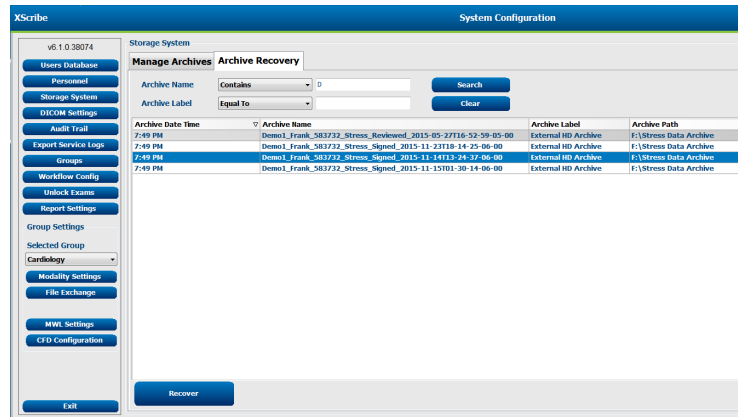 XScribe
System Configuration
v6.1.0.38074
Users Database
Personnel
Storage System
DICOM Settings
Audit Trail
Export Service Logs
Groups
Workflow Config
Unlock Exams
Report Settings
Group Settings
Selected Group
Cardiology
Modality Settings
File Exchange
MWL Settings
CFD Configuration
Exit
Storage System
Manage Archives Archive Recovery
Archive Name Contains D Search
Archive Label Equal To Clear
Archive Date Time Archive Name Archive Label Archive Path
7:49 PM Demo1_Frank_583732_Stress_Reviewed_2015-05-27T16-52-59-05-00 External HD Archive F:\Stress Data Archive
7:49 PM Demo1_Frank_583732_Stress_Signed_2015-11-23T18-14-25-06-00 External HD Archive F:\Stress Data Archive
7:49 PM Demo1_Frank_583732_Stress_Signed_2015-11-14T13-24-37-06-00 External HD Archive F:\Stress Data Archive
7:49 PM Demo1_Frank_583732_Stress_Signed_2015-11-15T01-30-14-06-00 External HD Archive F:\Stress Data Archive
Recover